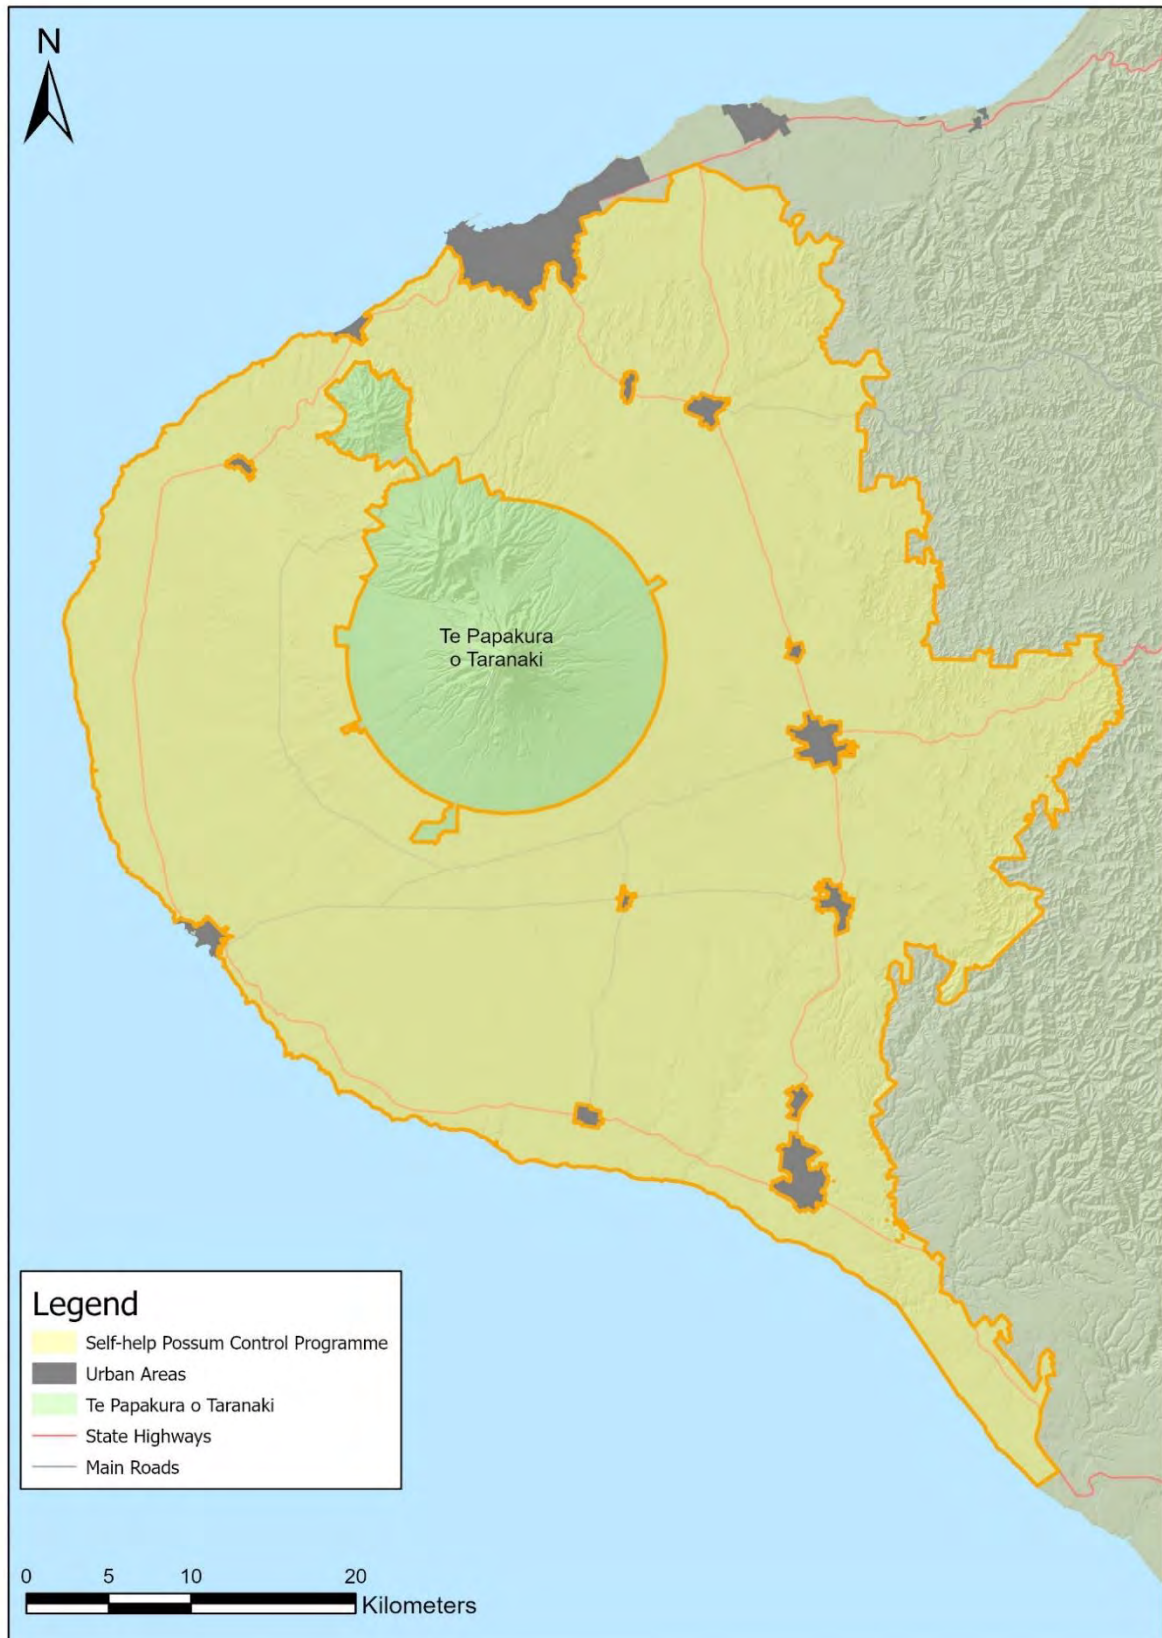 N
Te Papakura
o Taranaki
Legend
Self-help Possum Control Programme
Urban Areas
Te Papakura o Taranaki
State Highways
Main Roads
0 5 10 20
Kilometers